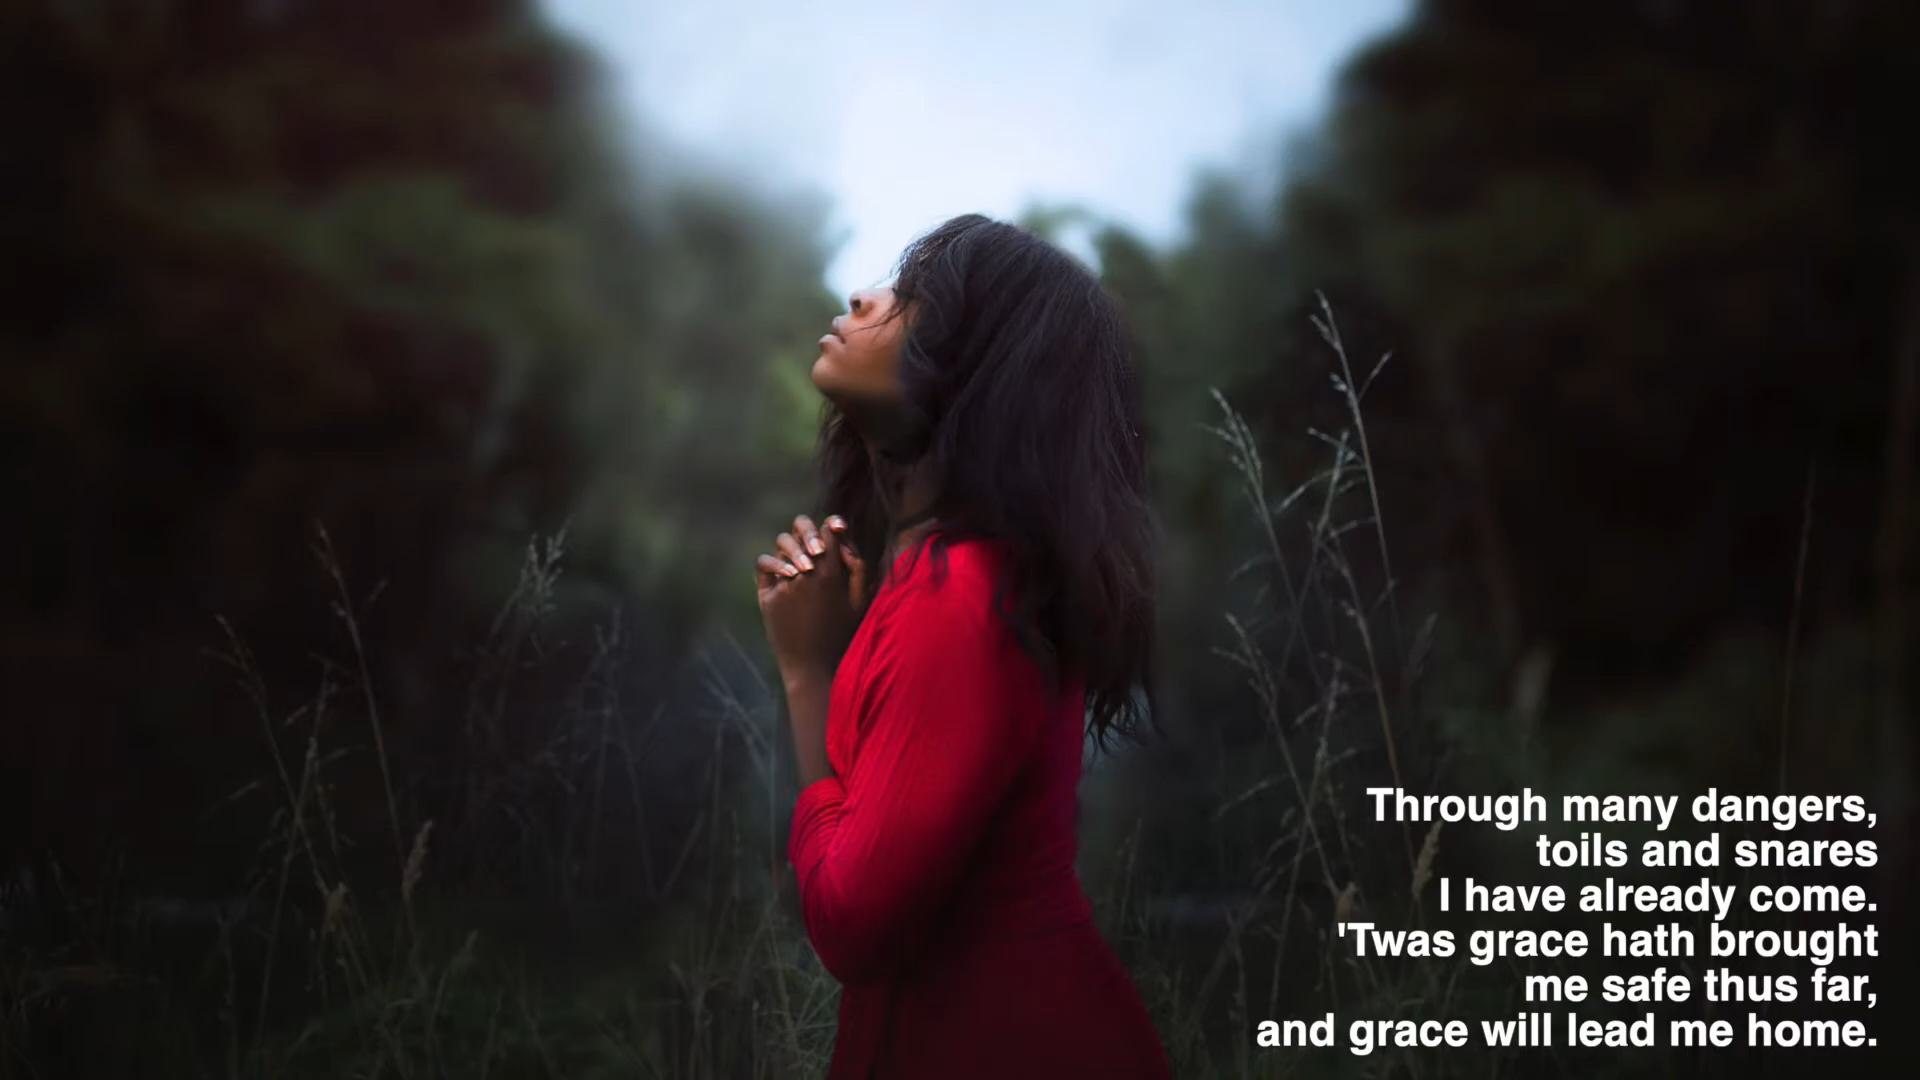 Through many dangers,
toils and snares
I have already come.
'Twas grace hath brought
me safe thus far,
and grace will lead me home.